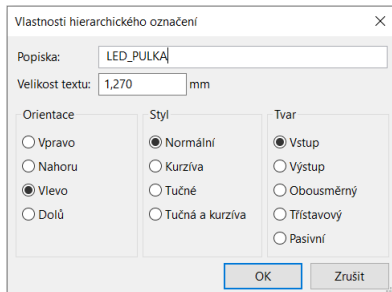 Vlastnosti hierarchického označení
Popiska: LED_PULKA
Velikost textu: 1,270 mm
Orientace Styl Tvar
Vpravo Normální Vstup
Nahoru Kurzíva Výstup
Vlevo Tučné Obousměrný
Dolů Tučná a kurzíva Třístavový
Pasivní
OK Zrušit